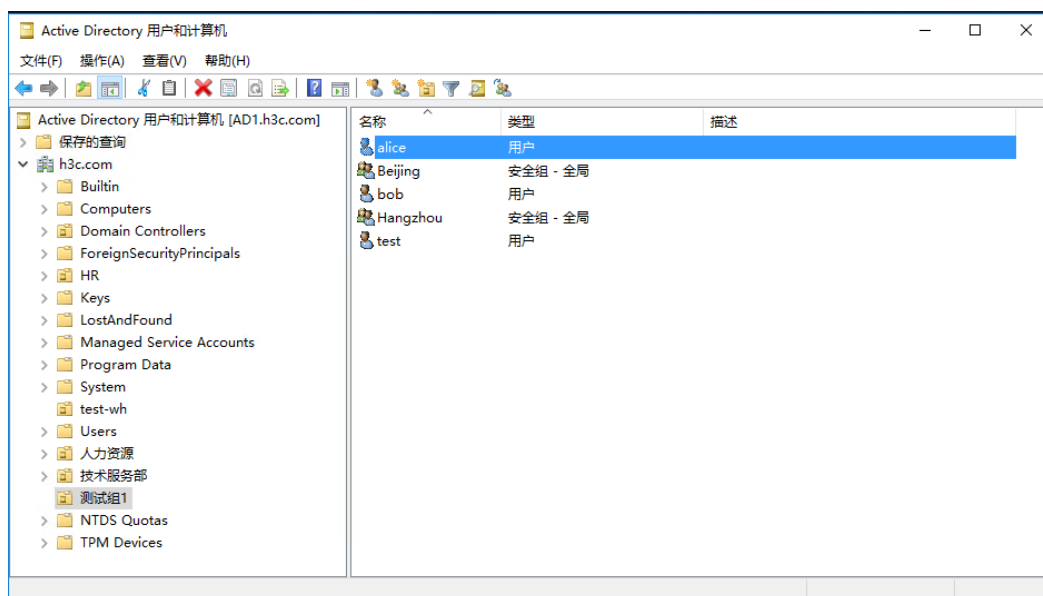 Active Directory 用户和计算机
文件(F) 操作(A) 查看(V) 帮助(H)
Active Directory 用户和计算机 [AD1.h3c.com]
保存的查询
h3c.com
Builtin
Computers
Domain Controllers
ForeignSecurityPrincipals
HR
Keys
LostAndFound
Managed Service Accounts
Program Data
System
test-wh
Users
人力资源
技术服务部
测试组1
NTDS Quotas
TPM Devices
名称 类型 描述
alice 用户
Beijing 安全组 - 全局
bob 用户
Hangzhou 安全组 - 全局
test 用户